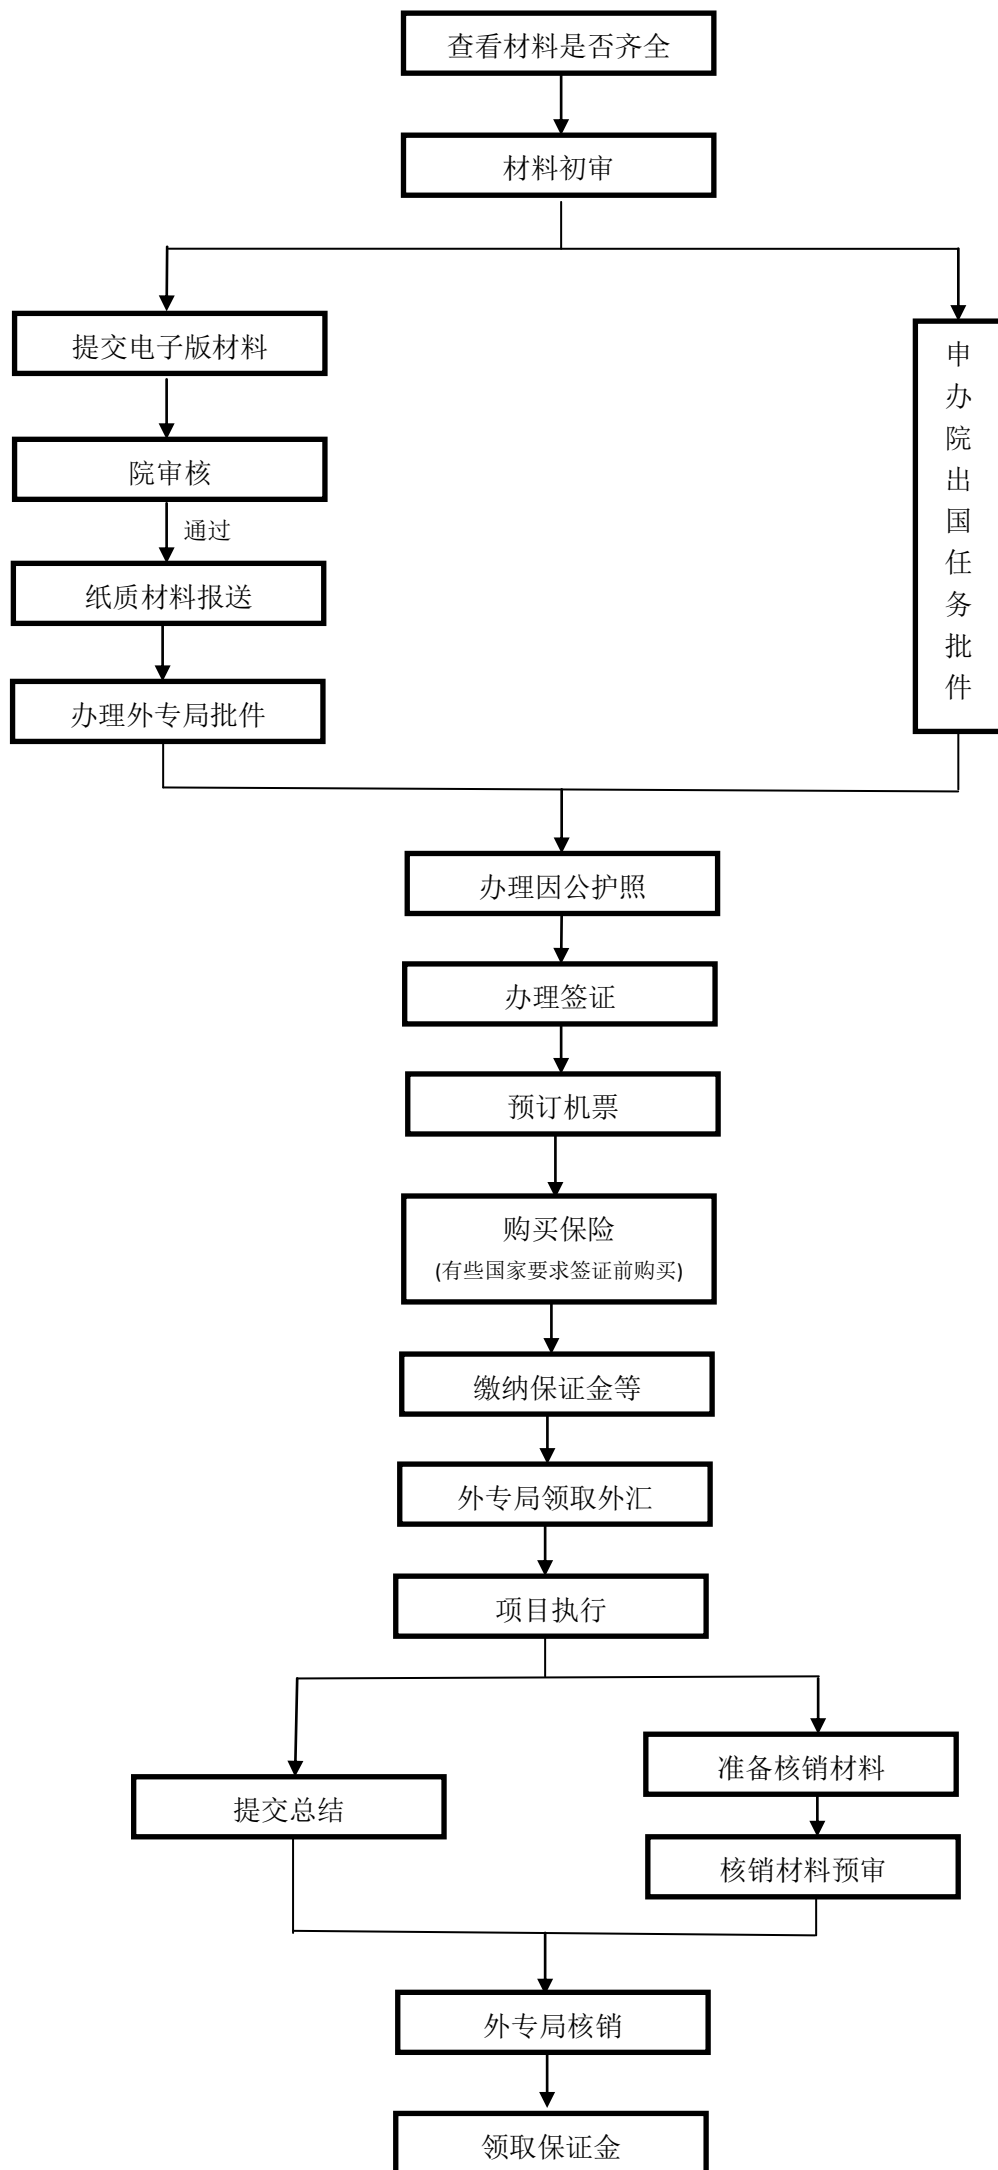 查看材料是否齐全
材料初审
提交电子版材料
院审核
通过
纸质材料报送
办理外专局批件
申办院出国任务批件
办理因公护照
办理签证
预订机票
购买保险
(有些国家要求签证前购买)
缴纳保证金等
外专局领取外汇
项目执行
提交总结
准备核销材料
核销材料预审
外专局核销
领取保证金